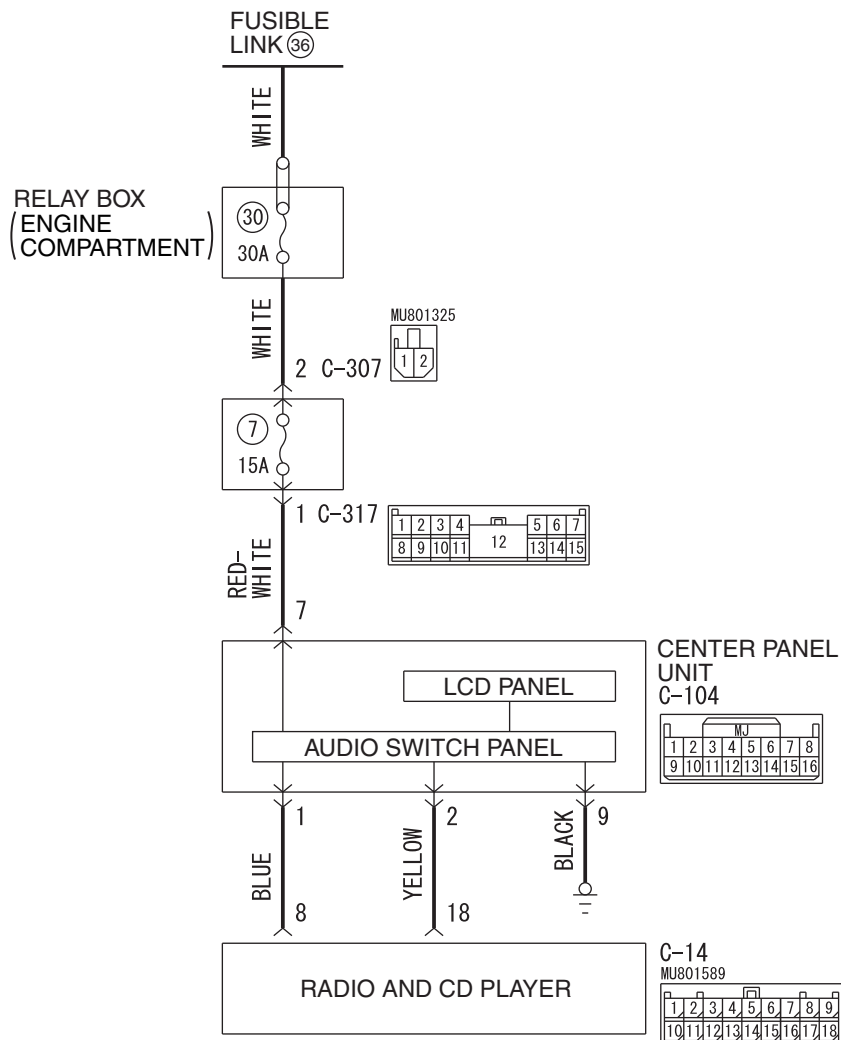 FUSIBLE
LINK ㊱
WHITE
RELAY BOX
(ENGINE
COMPARTMENT)
㉚
30A
WHITE
MU801325
1 2
2 C-307
⑦
15A
1 C-317
1 2 3 4 5 6 7
8 9 10 11 12 13 14 15
RED-
WHITE
7
CENTER PANEL
UNIT
C-104
LCD PANEL
AUDIO SWITCH PANEL
MJ
1 2 3 4 5 6 7 8
9 10 11 12 13 14 15 16
1 2 9
BLUE
YELLOW
BLACK
8 18
RADIO AND CD PLAYER
C-14
MU801589
1 2 3 4 5 6 7 8 9
10 11 12 13 14 15 16 17 18